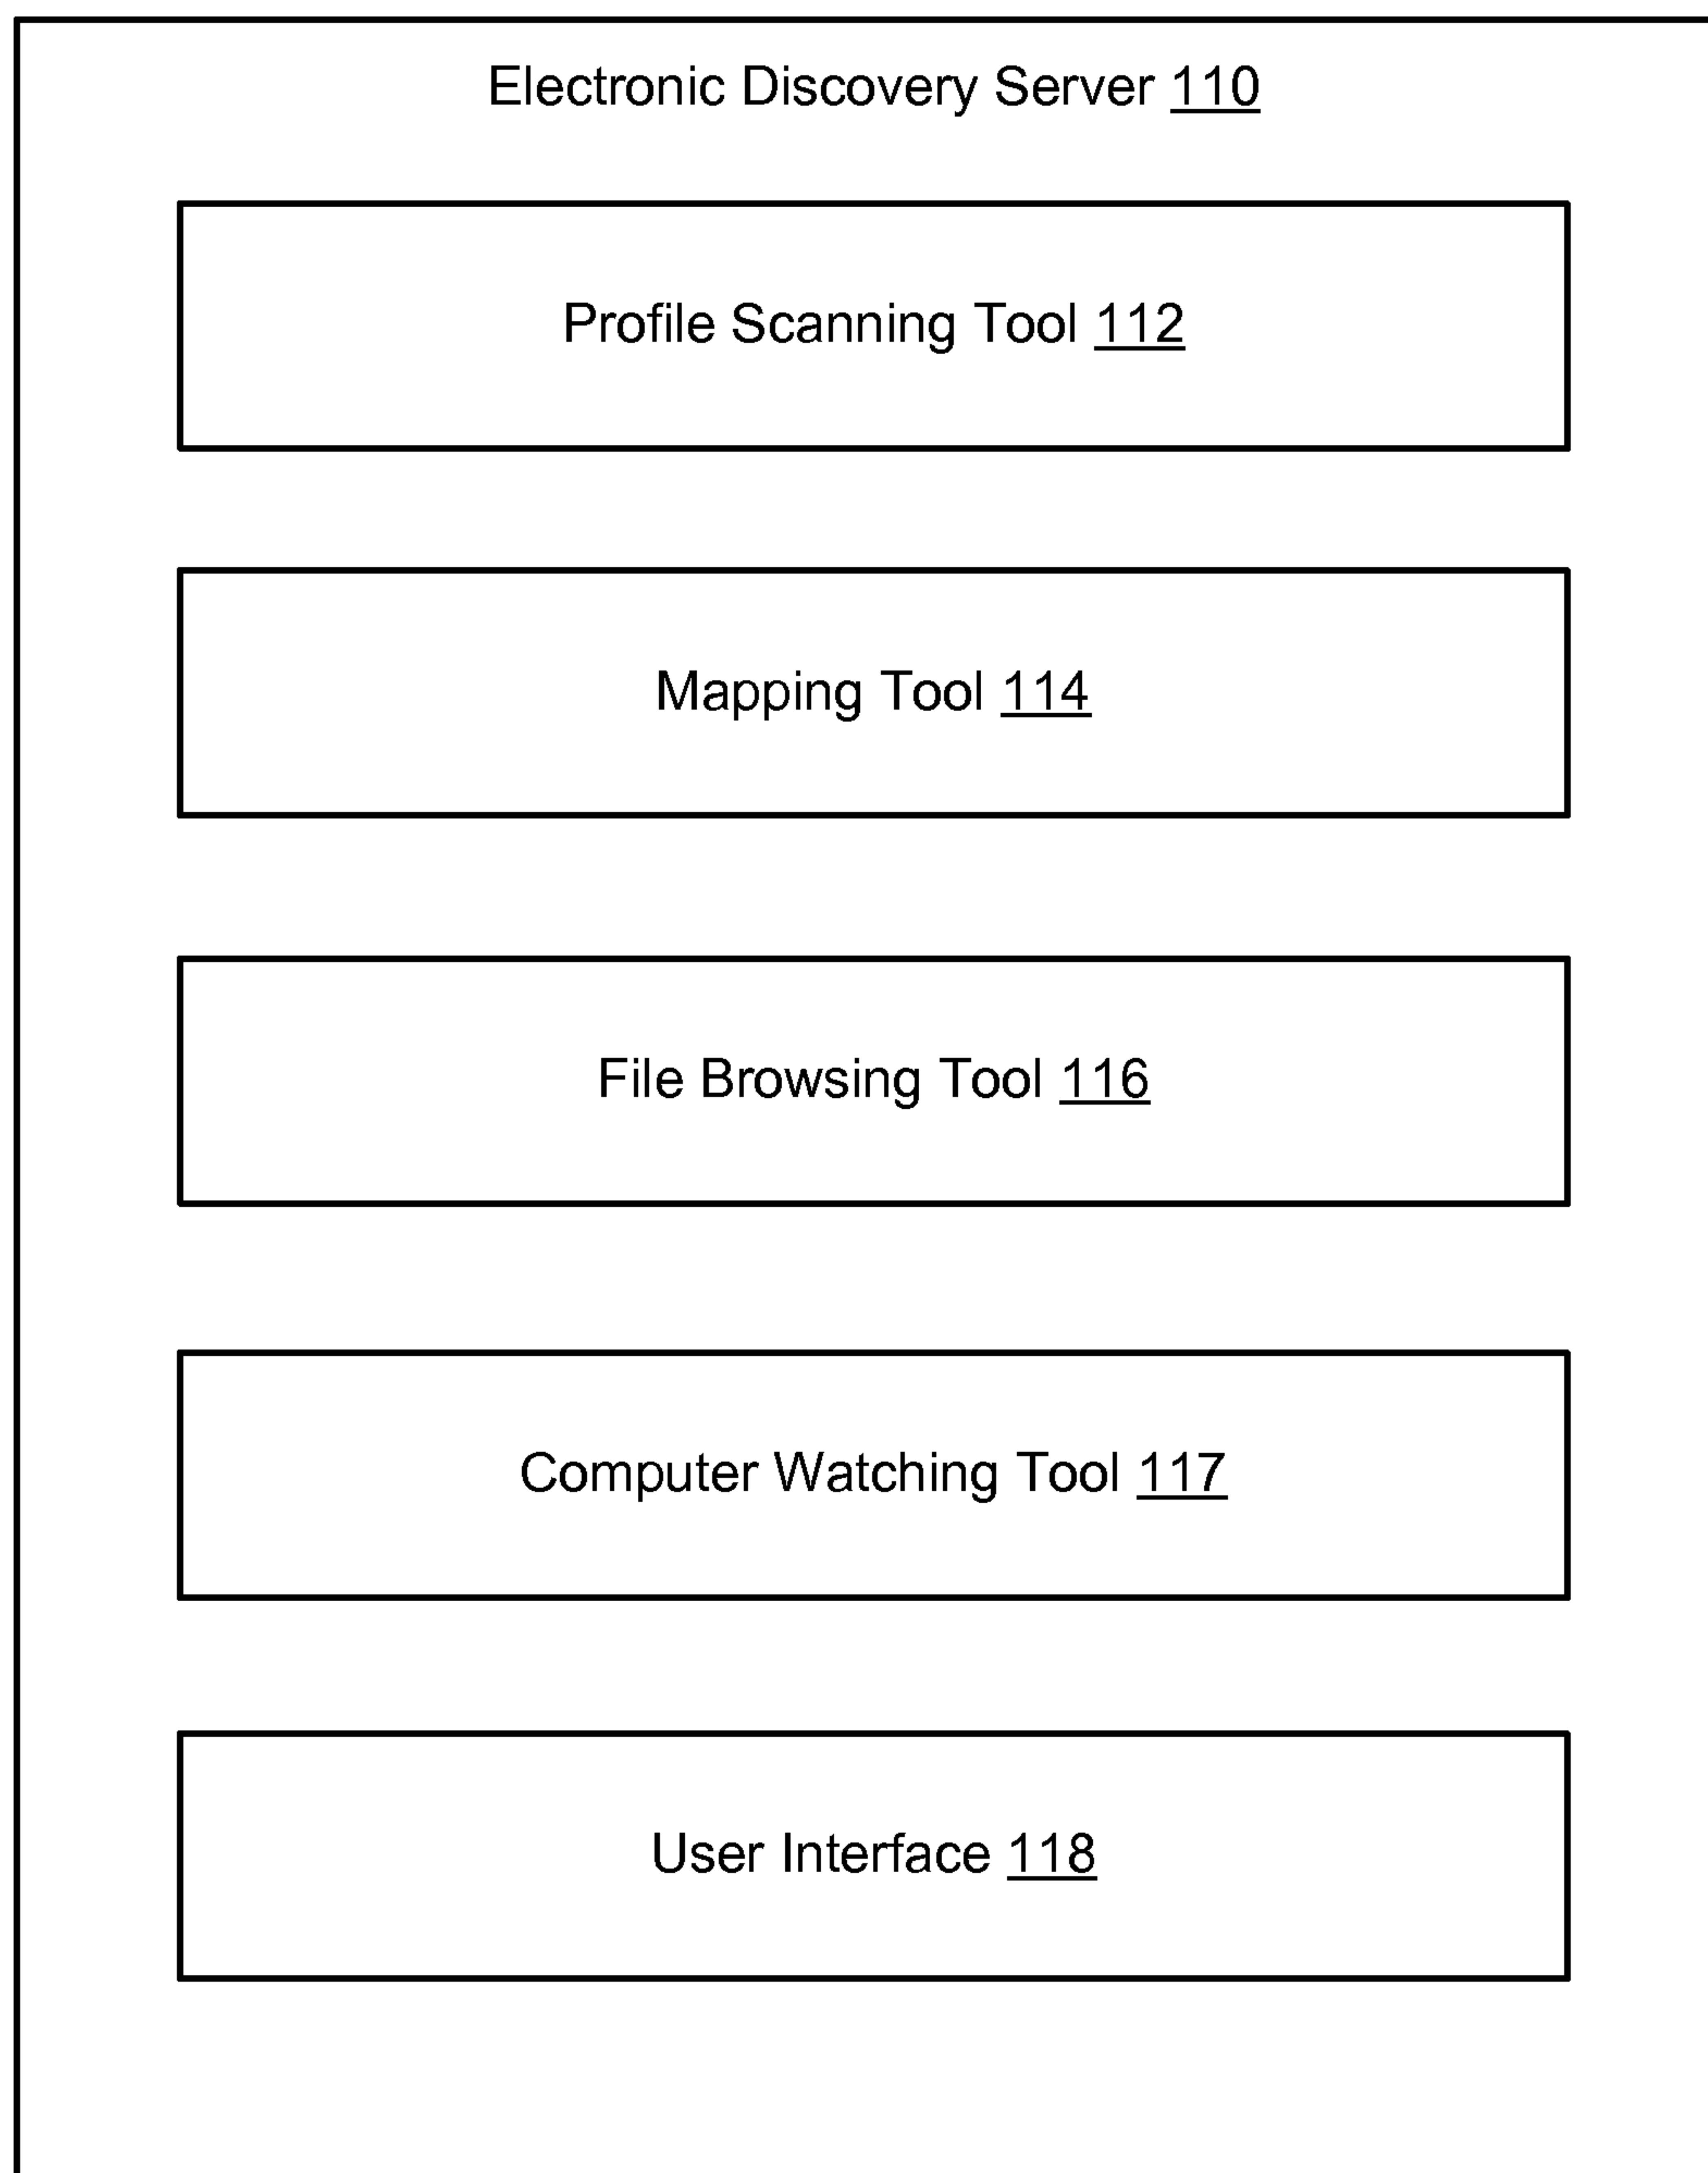 Electronic Discovery Server 110
Profile Scanning Tool 112
Mapping Tool 114
File Browsing Tool 116
Computer Watching Tool 117
User Interface 118